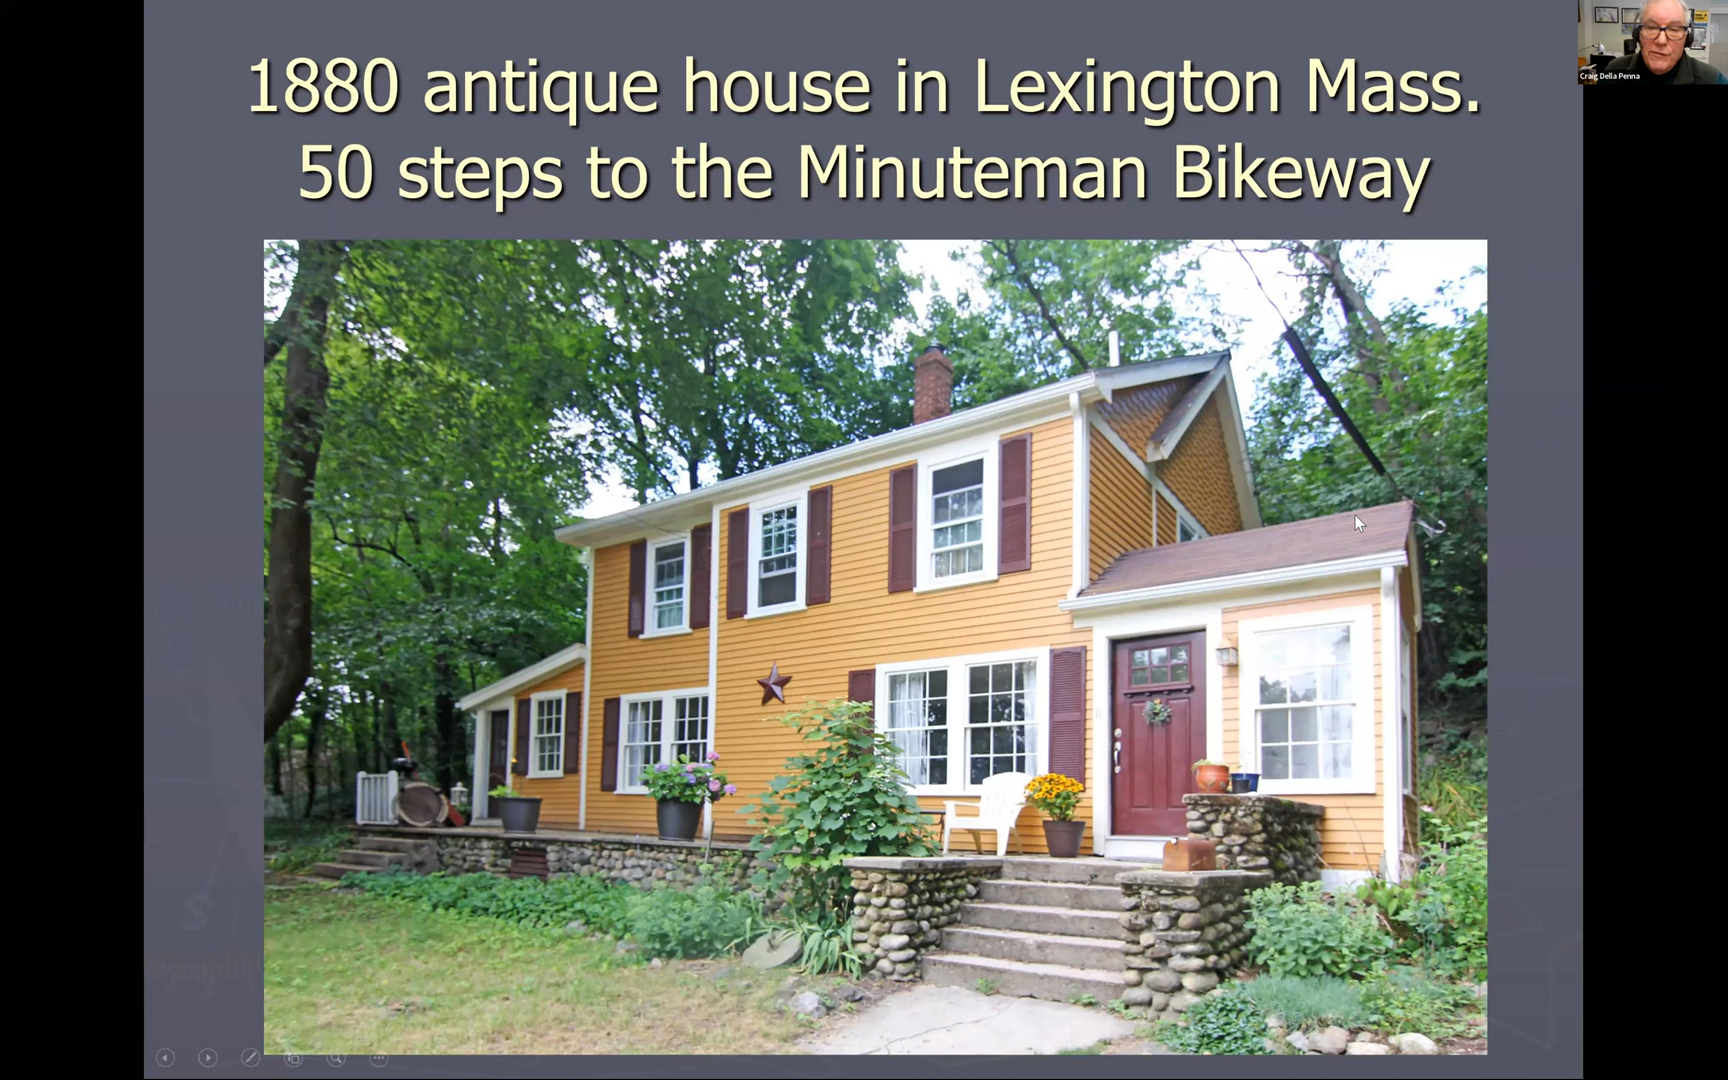 1880 antique house in Lexington Mass.
50 steps to the Minuteman Bikeway
Craig Della Penna